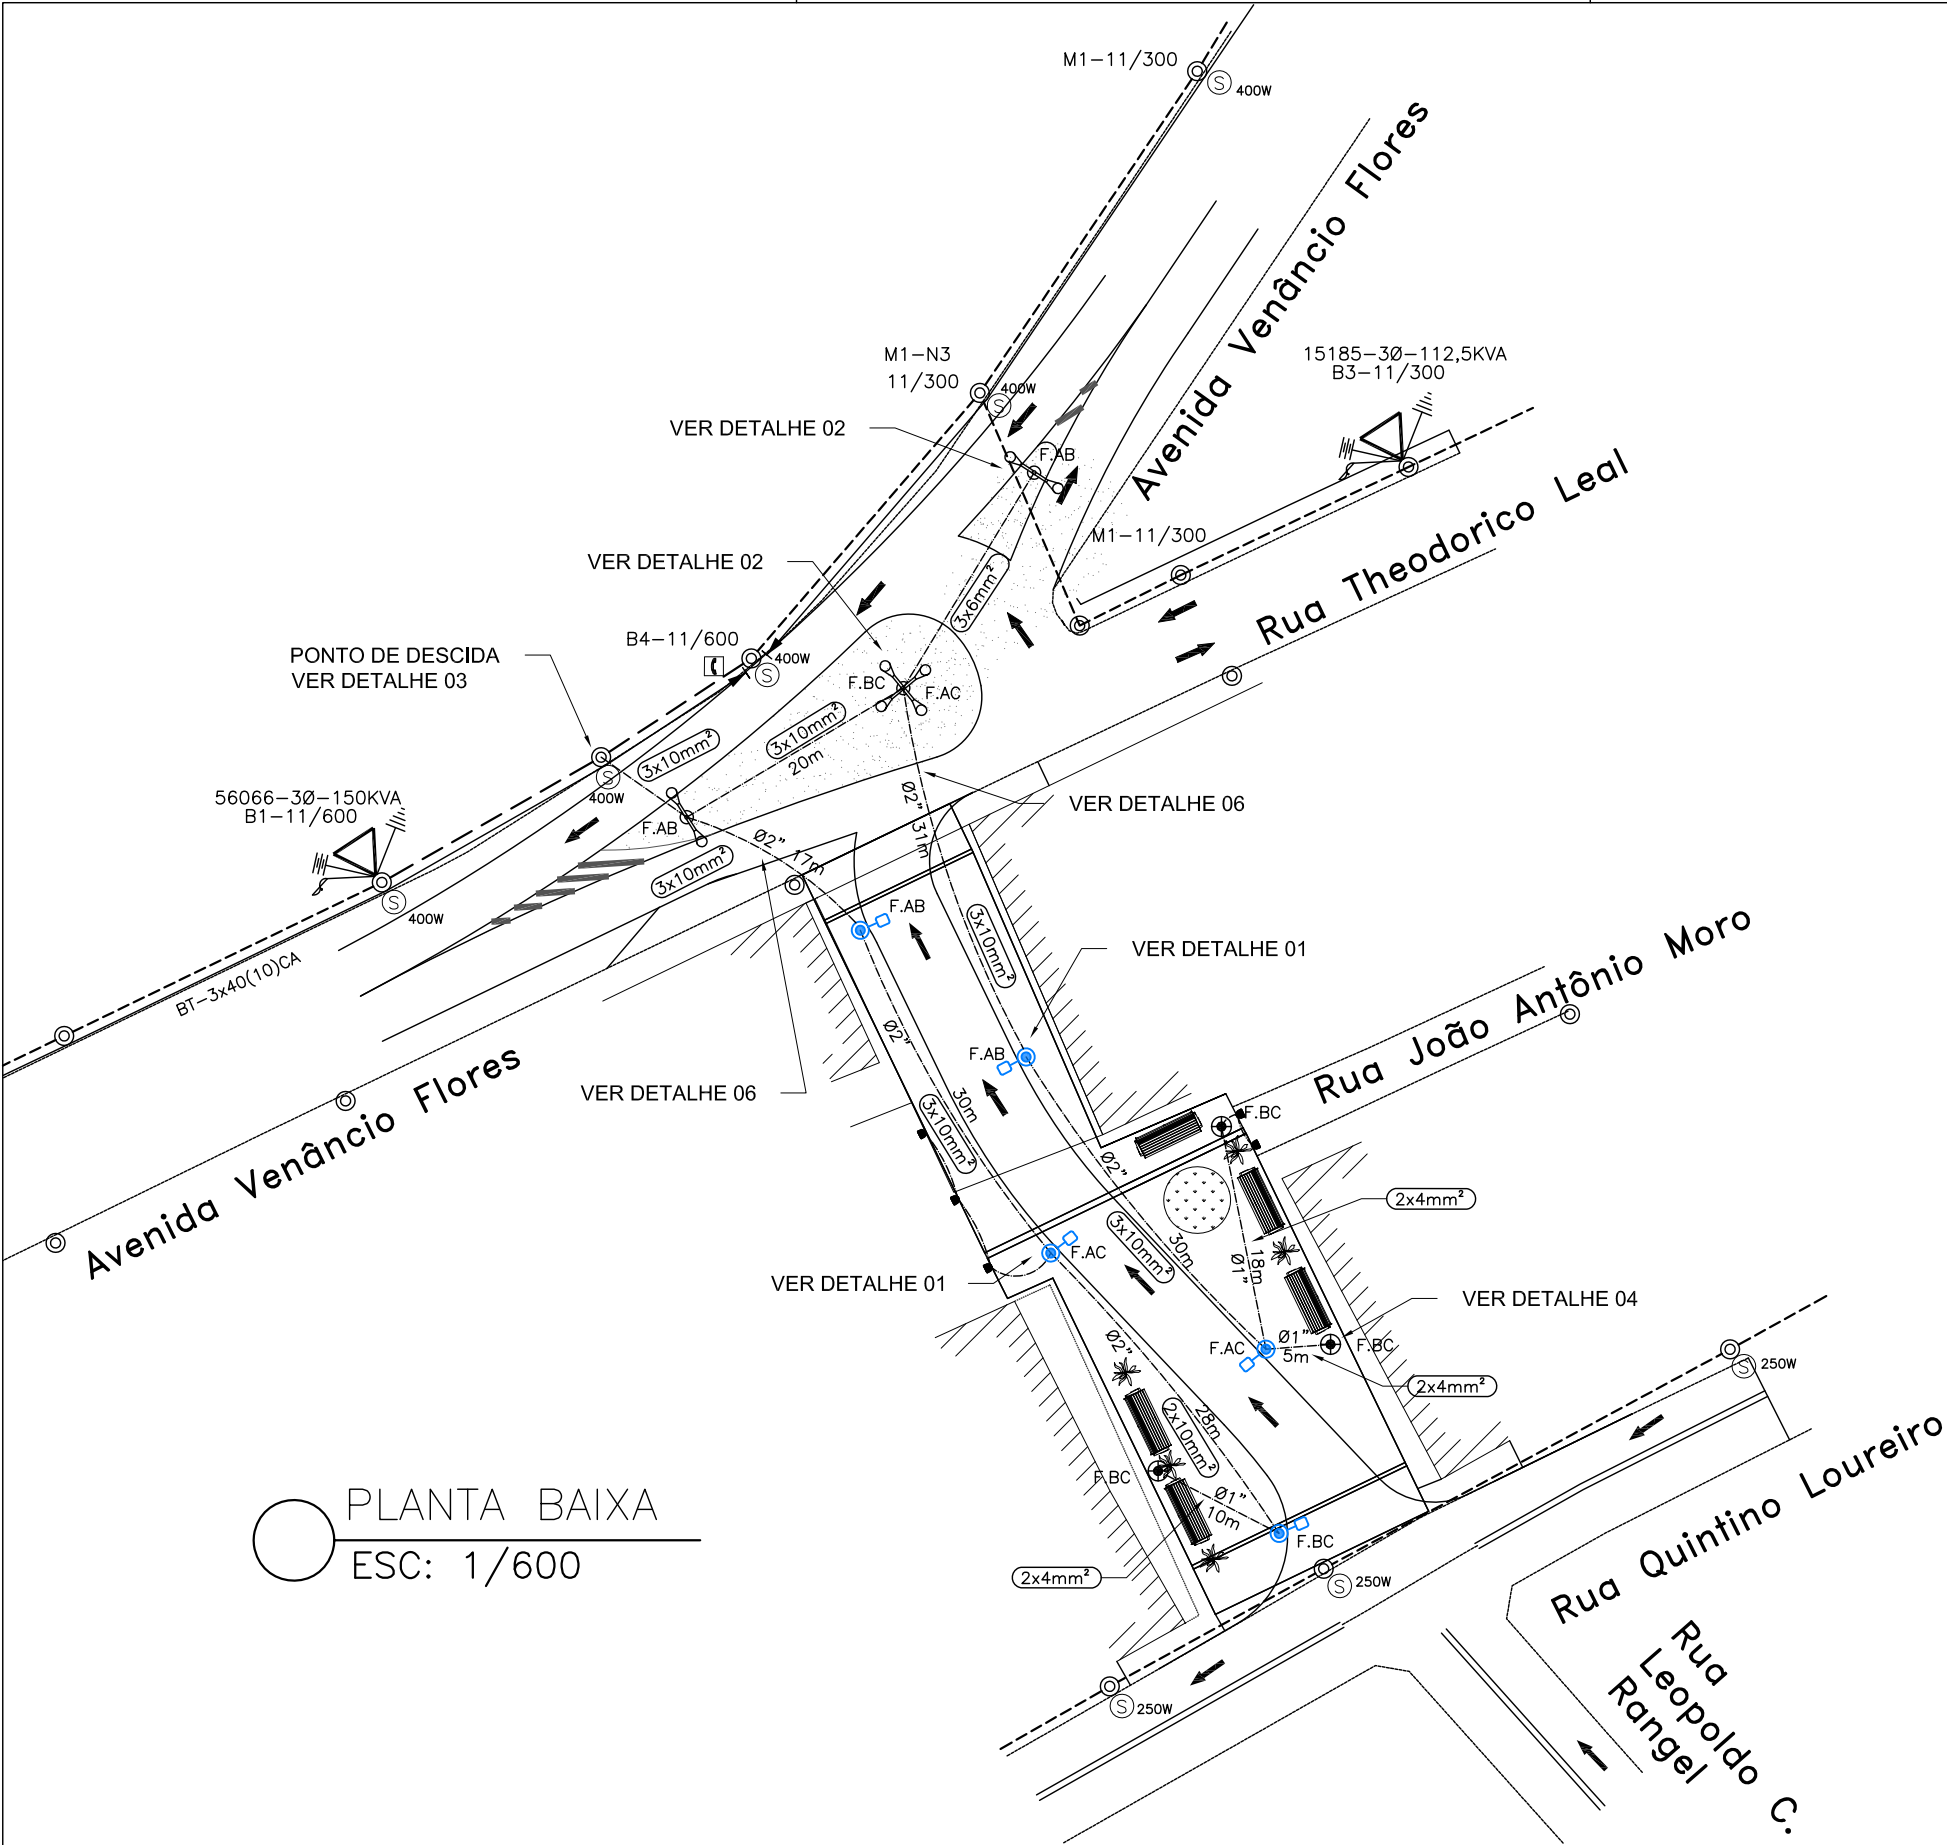 M1-11/300
S 400W
Avenida Venâncio Flores
M1-N3
11/300
400W
S
15185-3Ø-112,5KVA
B3-11/300
VER DETALHE 02
F.AB
M1-11/300
Rua Theodorico Leal
VER DETALHE 02
3x6mm²
B4-11/600
400W
S
PONTO DE DESCIDA
VER DETALHE 03
F.BC
F.AC
3x10mm²
3x10mm²
20m
S
400W
56066-3Ø-150KVA
B1-11/600
VER DETALHE 06
Ø2"
31m
F.AB
Ø2" 17m
3x10mm²
S 400W
F.AB
3x10mm²
VER DETALHE 01
Rua João Antônio Moro
BT-3x40(10)CA
Ø2"
F.AB
Avenida Venâncio Flores
VER DETALHE 06
30m
3x10mm²
F.BC
Ø2"
2x4mm²
3x10mm²
30m
18m
Ø1"
F.AC
VER DETALHE 01
VER DETALHE 04
Ø2"
F.AC
Ø1"
5m
F.BC
2x4mm²
S 250W
28m
2x10mm²
F.BC
Ø1"
10m
F.BC
2x4mm²
S 250W
Rua Quintino Loureiro
PLANTA BAIXA
ESC: 1/600
S 250W
Rua
Leopoldo C.
Rangel